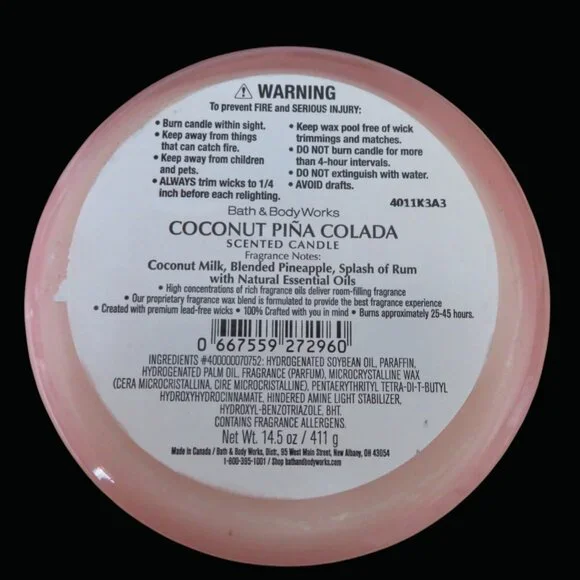 ⚠ WARNING
To prevent FIRE and SERIOUS INJURY:
• Burn candle within sight.
• Keep away from things
that can catch fire.
• Keep away from children
and pets.
• ALWAYS trim wicks to 1/4
inch before each relighting.
• Keep wax pool free of wick
trimmings and matches.
• DO NOT burn candle for more
than 4-hour intervals.
• DO NOT extinguish with water.
• AVOID drafts.
4011K3A3
Bath & Body Works
COCONUT PIÑA COLADA
SCENTED CANDLE
Fragrance Notes:
Coconut Milk, Blended Pineapple, Splash of Rum
with Natural Essential Oils
• High concentrations of rich fragrance oils deliver room-filling fragrance
• Our proprietary fragrance wax blend is formulated to provide the best fragrance experience
• Created with premium lead-free wicks • 100% Crafted with you in mind • Burns approximately 25-45 hours.
0 667559 272960
INGREDIENTS #400000070752: HYDROGENATED SOYBEAN OIL, PARAFFIN,
HYDROGENATED PALM OIL, FRAGRANCE (PARFUM), MICROCRYSTALLINE WAX
(CERA MICROCRISTALLINA, CIRE MICROCRISTALLINE), PENTAERYTHRITYL TETRA-DI-T-BUTYL
HYDROXYHYDROCINNAMATE, HINDERED AMINE LIGHT STABILIZER,
HYDROXYL-BENZOTRIAZOLE, BHT.
CONTAINS FRAGRANCE ALLERGENS.
Net Wt. 14.5 oz / 411 g
Made in Canada / Bath & Body Works, Distr., 95 West Main Street, New Albany, OH 43054
1-800-395-1001 / Shop bathandbodyworks.com